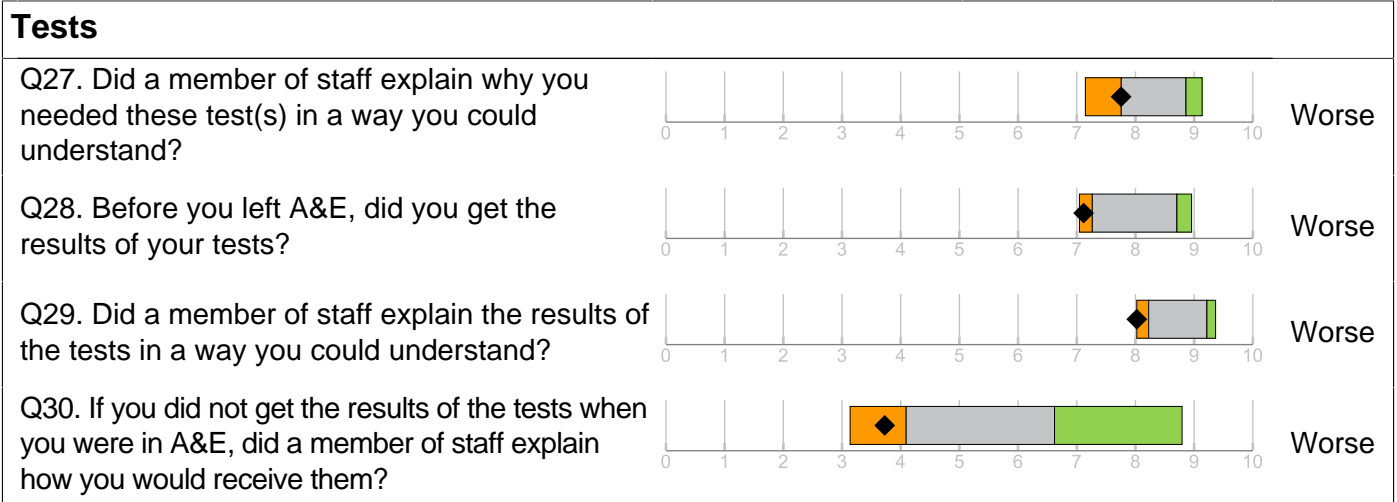 Tests
Q27. Did a member of staff explain why you
needed these test(s) in a way you could
understand?
0 1 2 3 4 5 6 7 8 9 10
Worse
Q28. Before you left A&E, did you get the
results of your tests?
0 1 2 3 4 5 6 7 8 9 10
Worse
Q29. Did a member of staff explain the results of
the tests in a way you could understand?
0 1 2 3 4 5 6 7 8 9 10
Worse
Q30. If you did not get the results of the tests when
you were in A&E, did a member of staff explain
how you would receive them?
0 1 2 3 4 5 6 7 8 9 10
Worse